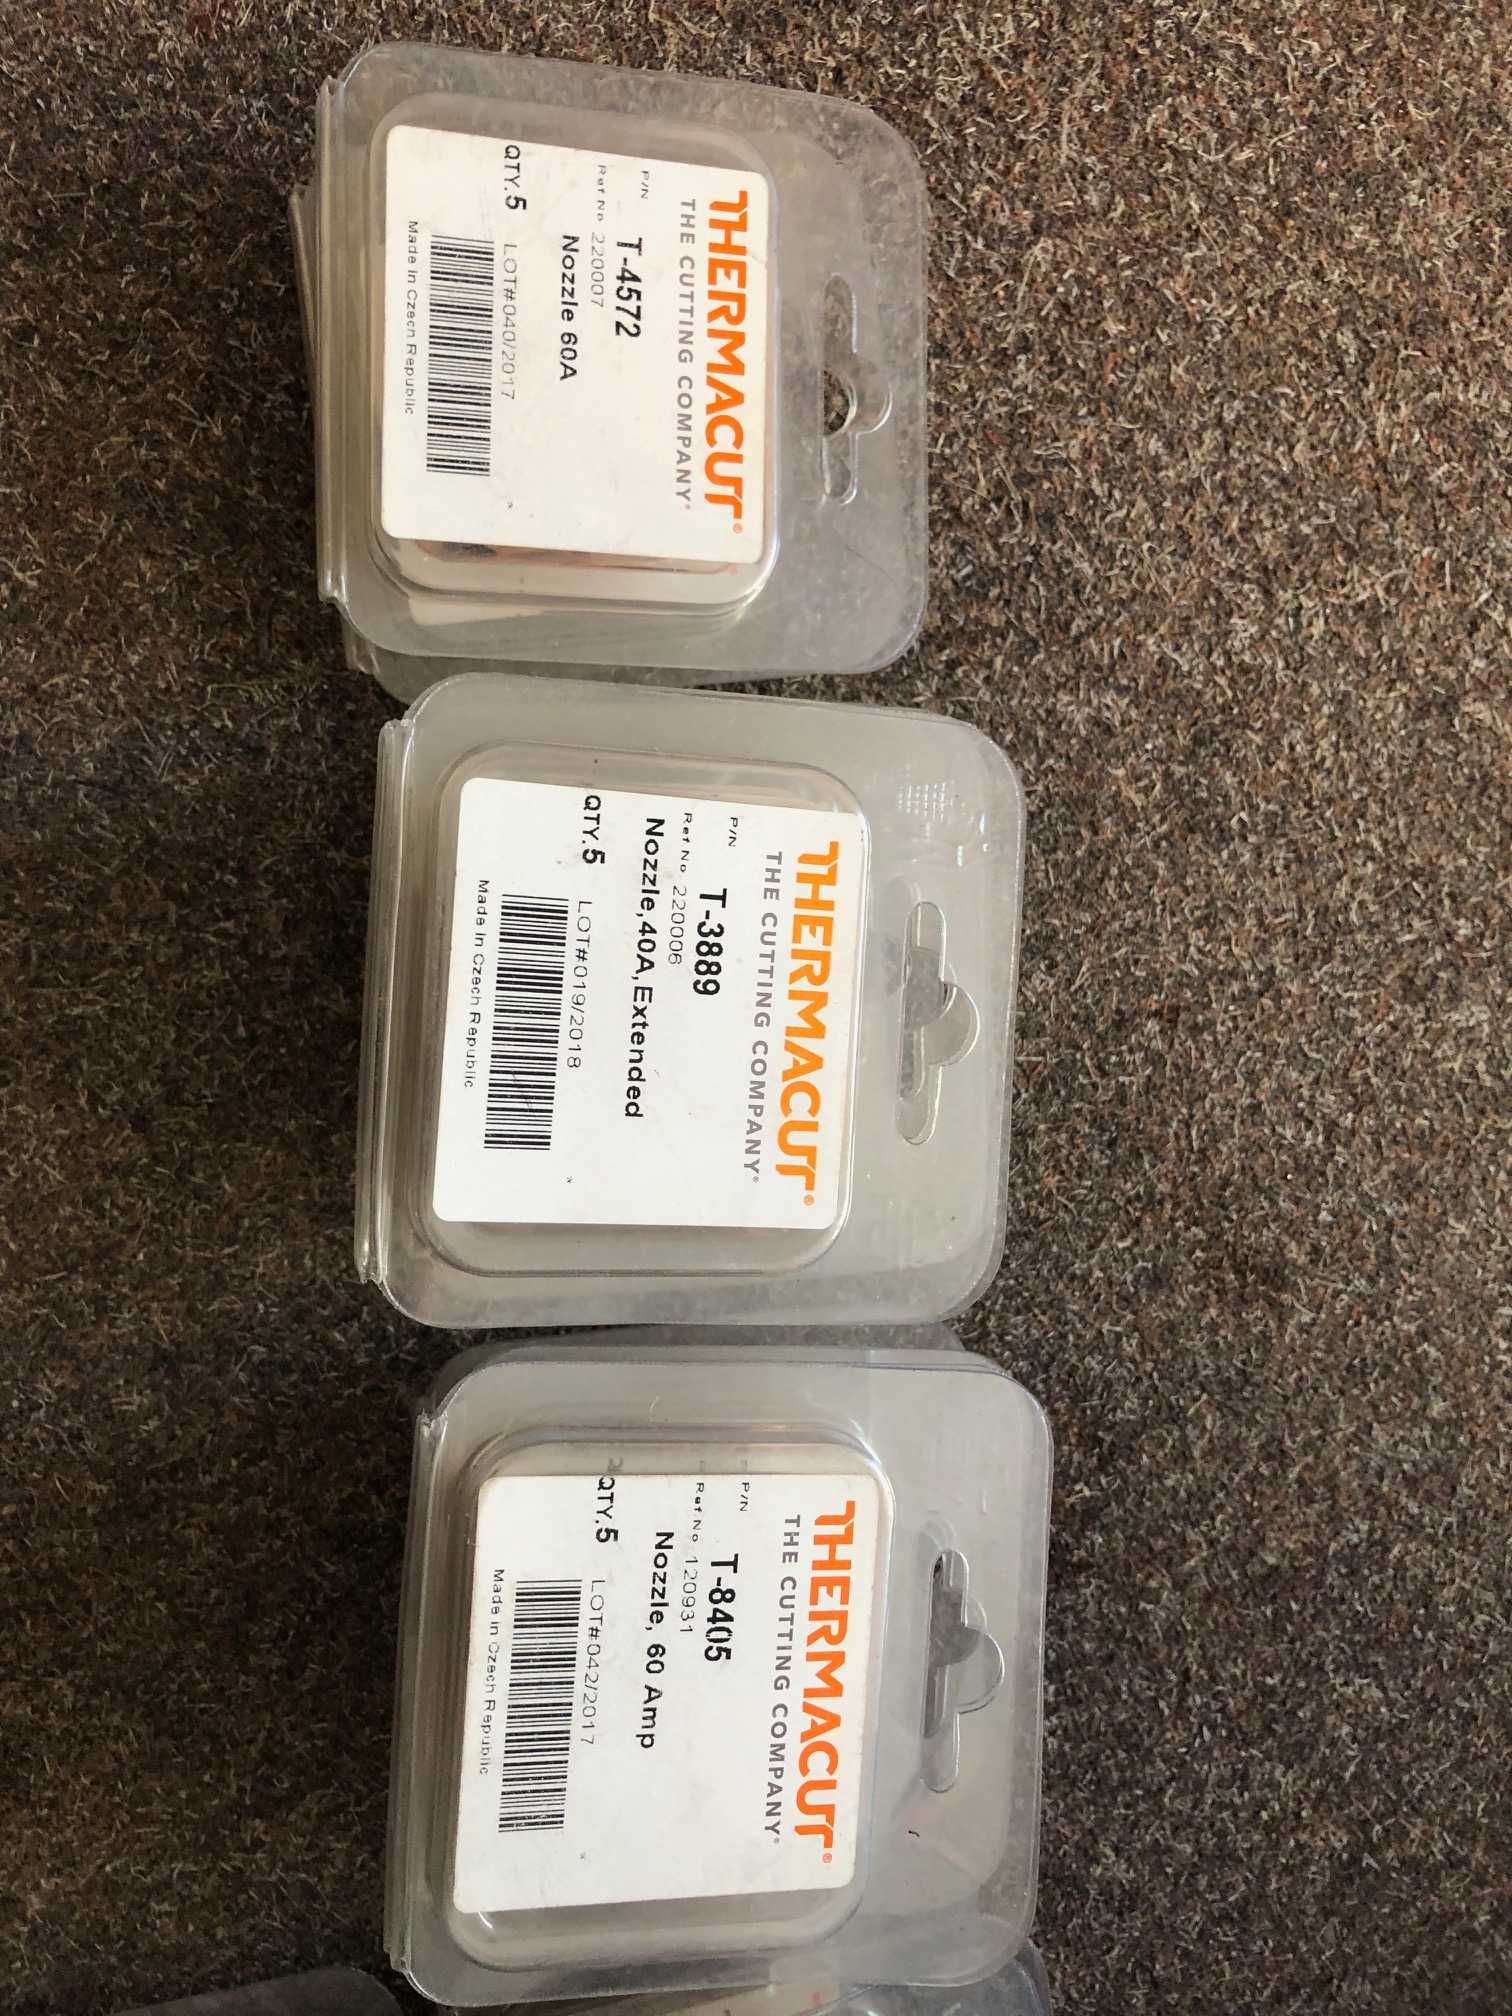 THERMACUT®
THE CUTTING COMPANY®
P/N T-4572
Ref No 220007
Nozzle 60A
QTY.5 LOT#040/2017
Made in Czech Republic
THERMACUT®
THE CUTTING COMPANY®
P/N T-3889
Ref No 220006
Nozzle,40A,Extended
QTY.5 LOT#019/2018
Made in Czech Republic
THERMACUT®
THE CUTTING COMPANY®
P/N T-8405
Ref No 120931
Nozzle, 60 Amp
QTY.5 LOT#042/2017
Made in Czech Republic